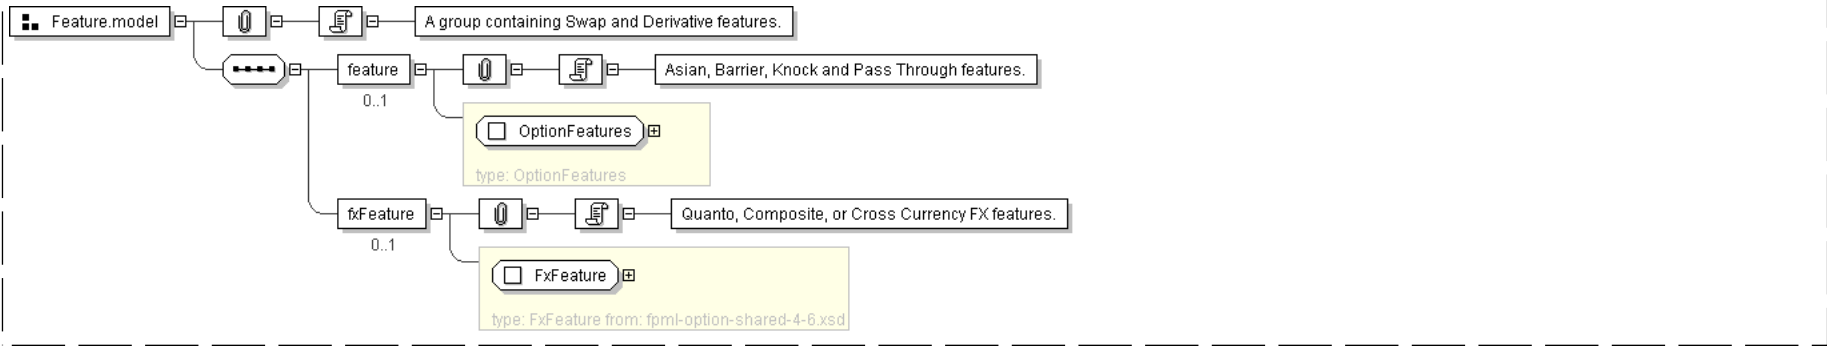 Feature.model
A group containing Swap and Derivative features.
feature
Asian, Barrier, Knock and Pass Through features.
0..1
OptionFeatures
type: OptionFeatures
fxFeature
Quanto, Composite, or Cross Currency FX features.
0..1
FxFeature
type: FxFeature from: fpml-option-shared-4-6.xsd